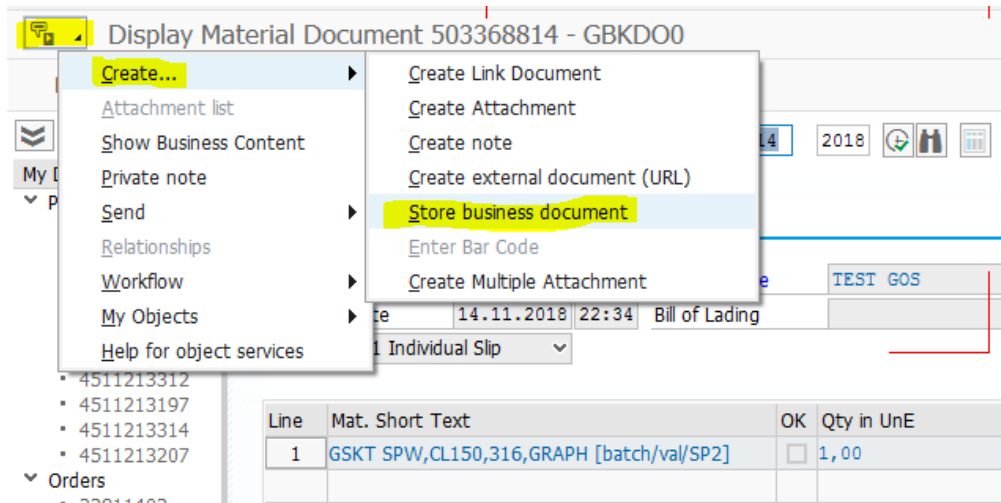 Display Material Document 503368814 - GBKDO0
Create...
Create Link Document
Attachment list
Create Attachment
Show Business Content
Create note
14
2018
My
Private note
Create external document (URL)
P
Send
Store business document
Relationships
Enter Bar Code
Workflow
Create Multiple Attachment
e
TEST GOS
My Objects
te
14.11.2018 22:34
Bill of Lading
Help for object services
1 Individual Slip
4511213312
4511213197
4511213314
4511213207
Orders
Line Mat. Short Text OK Qty in UnE
1 GSKT SPW,CL150,316,GRAPH [batch/val/SP2] 1,00